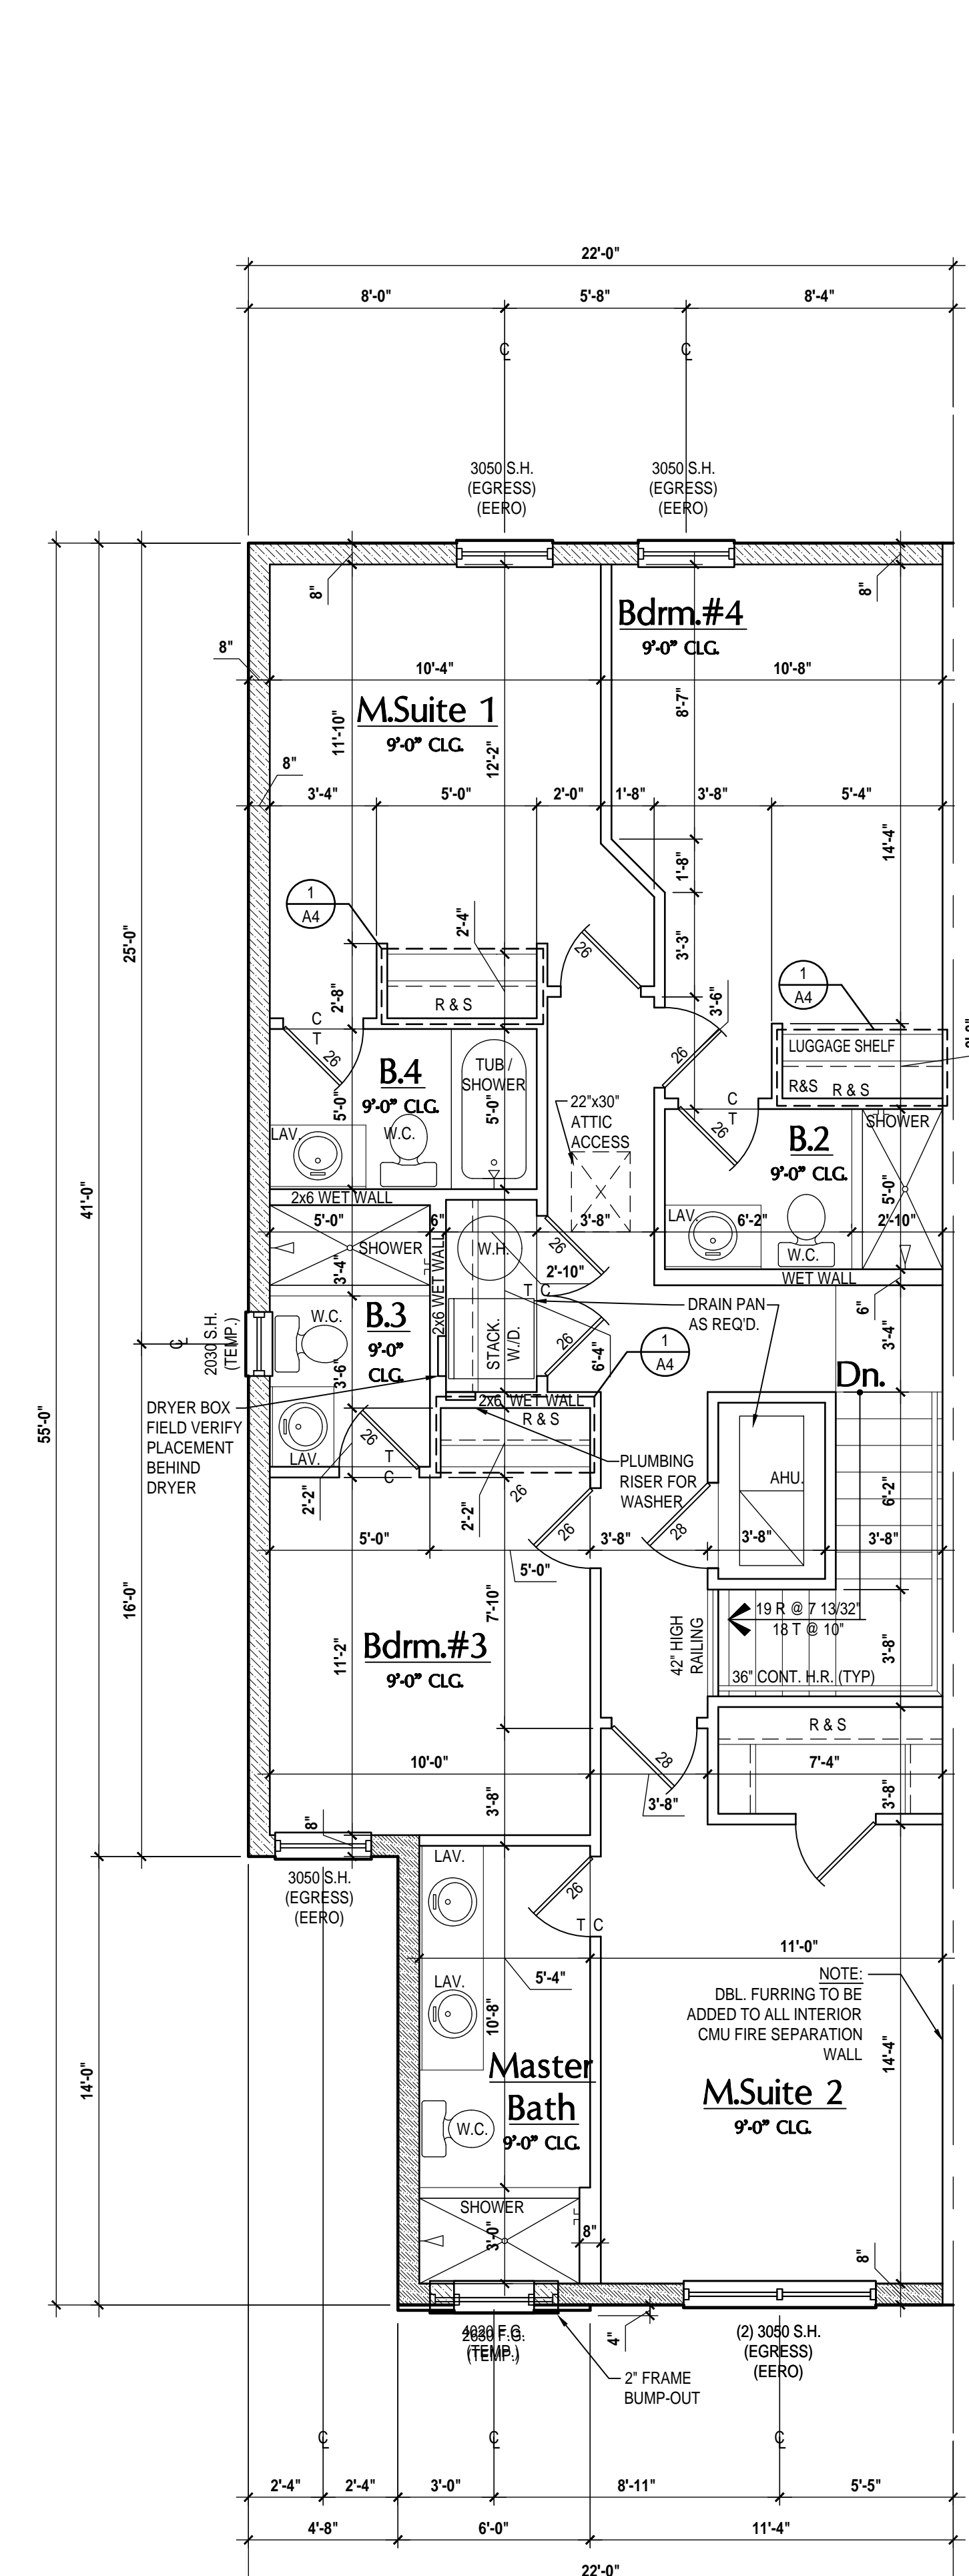 22'-0"
8'-0" 5'-8" 8'-4"
℄ ℄
3050 S.H. 3050 S.H.
(EGRESS) (EGRESS)
(EERO) (EERO)
8" 8"
Bdrm.#4
9'-0" CLG.
8"
10'-4" 10'-8"
M.Suite 1
9'-0" CLG.
11'-10" 12'-2" 8'-7"
8"
3'-4" 5'-0" 2'-0" 1'-8" 3'-8" 5'-4"
14'-4"
1'-8"
1
A4
2'-4"
26
3'-3"
25'-0"
1
A4
2'-8"
R & S
3'-6"
C
T
26
26
LUGGAGE SHELF
R&S R & S
B.4
9'-0" CLG.
TUB /
SHOWER
5'-0" 5'-0"
22"x30"
ATTIC
ACCESS
C
T
26
SHOWER
B.2
9'-0" CLG.
LAV.
W.C.
5'-0"
2x6 WET WALL
41'-0"
5'-0" 6" 3'-8" 6'-2" 2'-10"
LAV.
W.C.
SHOWER
3'-4"
2x6 WET WALL
W.H.
26
2'-10"
T C
WET WALL
DRAIN PAN
AS REQ'D.
6"
3'-4"
W.C.
B.3
9'-0"
CLG.
2030 S.H.
(TEMP.)
℄
STACK.
W./D.
26
6'-4"
1
A4
Dn.
3'-6"
2x6 WET WALL
R & S
DRYER BOX
FIELD VERIFY
PLACEMENT
BEHIND
DRYER
26
LAV.
T
C
PLUMBING
RISER FOR
WASHER
AHU.
6'-2"
2'-2" 2'-2"
26
26
28
55'-0"
5'-0" 3'-8" 3'-8" 3'-8"
5'-0"
16'-0"
7'-10"
19 R @ 7 13/32"
18 T @ 10"
42" HIGH
RAILING
Bdrm.#3
9'-0" CLG.
11'-2"
3'-8"
36" CONT. H.R. (TYP)
R & S
28
10'-0" 7'-4"
3'-8"
3'-8" 3'-8"
8"
LAV.
3050 S.H.
(EGRESS)
(EERO)
26
T C
11'-0"
5'-4"
LAV.
NOTE:
DBL. FURRING TO BE
ADDED TO ALL INTERIOR
CMU FIRE SEPARATION
WALL
10'-8"
14'-4"
14'-0"
Master
Bath
9'-0" CLG.
W.C.
M.Suite 2
9'-0" CLG.
SHOWER
3'-0"
8"
8"
(TEMP.)
4"
(2) 3050 S.H.
(EGRESS)
(EERO)
2" FRAME
BUMP-OUT
℄ ℄ ℄
2'-4" 2'-4" 3'-0" 8'-11" 5'-5"
4'-8" 6'-0" 11'-4"
22'-0"